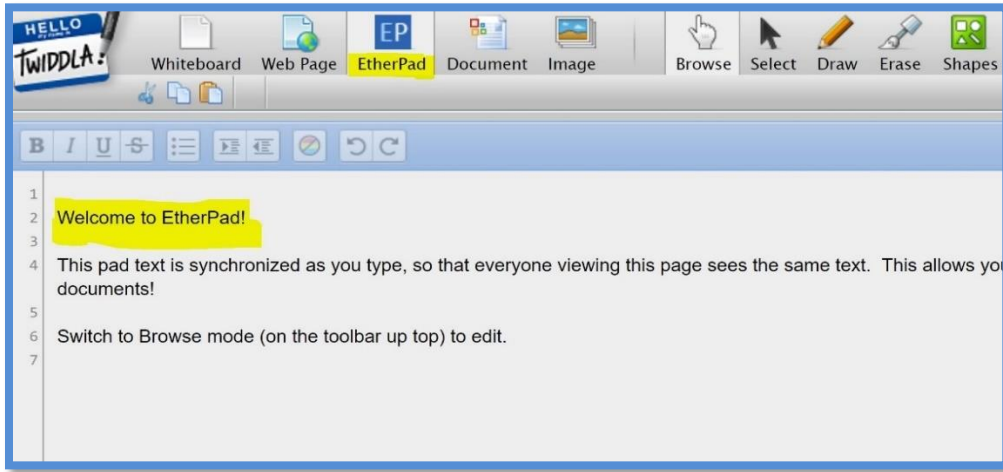 HELLO
my name is
TWIDDLA:
Whiteboard Web Page EtherPad Document Image Browse Select Draw Erase Shapes
EP
B I U S
1
2 Welcome to EtherPad!
3
4 This pad text is synchronized as you type, so that everyone viewing this page sees the same text. This allows you
documents!
5
6 Switch to Browse mode (on the toolbar up top) to edit.
7